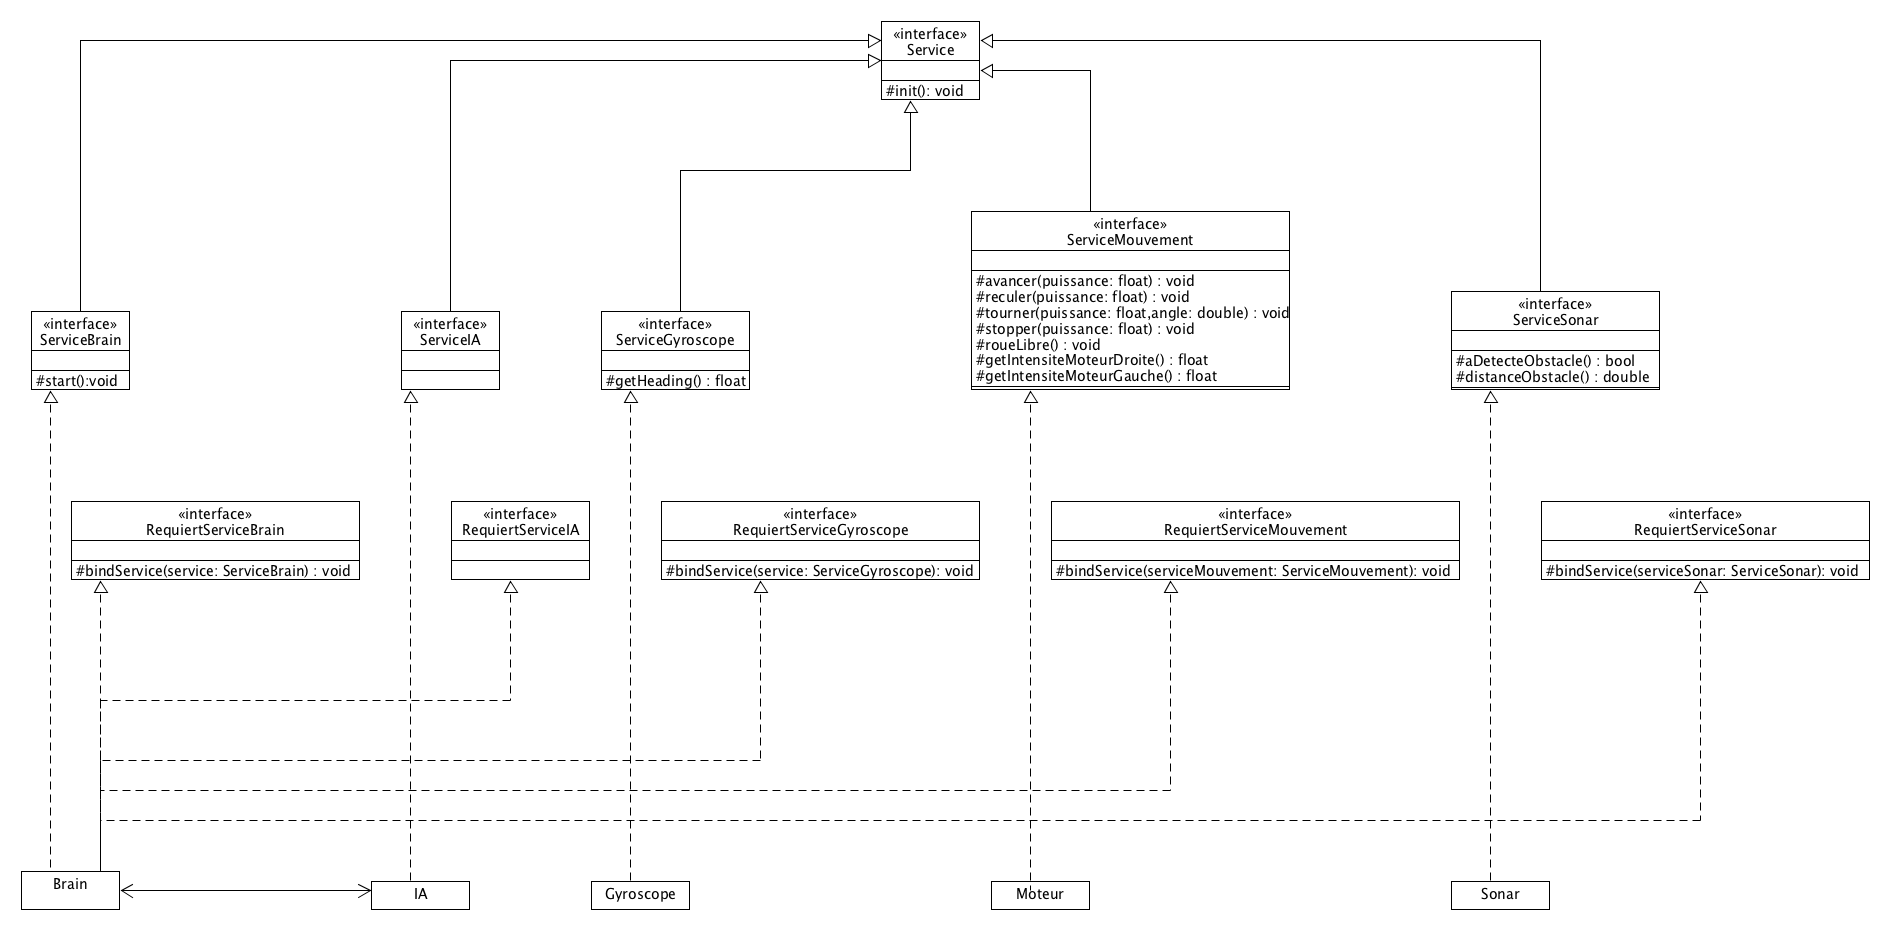 «interface»
Service
#init(): void
«interface»
ServiceMouvement
#avancer(puissance: float) : void
#reculer(puissance: float) : void
#tourner(puissance: float,angle: double) : void
#stopper(puissance: float) : void
#roueLibre() : void
#getIntensiteMoteurDroite() : float
#getIntensiteMoteurGauche() : float
«interface»
ServiceSonar
#aDetecteObstacle() : bool
#distanceObstacle() : double
«interface»
ServiceBrain
#start():void
«interface»
ServiceIA
«interface»
ServiceGyroscope
#getHeading() : float
«interface»
RequiertServiceBrain
#bindService(service: ServiceBrain) : void
«interface»
RequiertServiceIA
«interface»
RequiertServiceGyroscope
#bindService(service: ServiceGyroscope): void
«interface»
RequiertServiceMouvement
#bindService(serviceMouvement: ServiceMouvement): void
«interface»
RequiertServiceSonar
#bindService(serviceSonar: ServiceSonar): void
Brain
IA
Gyroscope
Moteur
Sonar